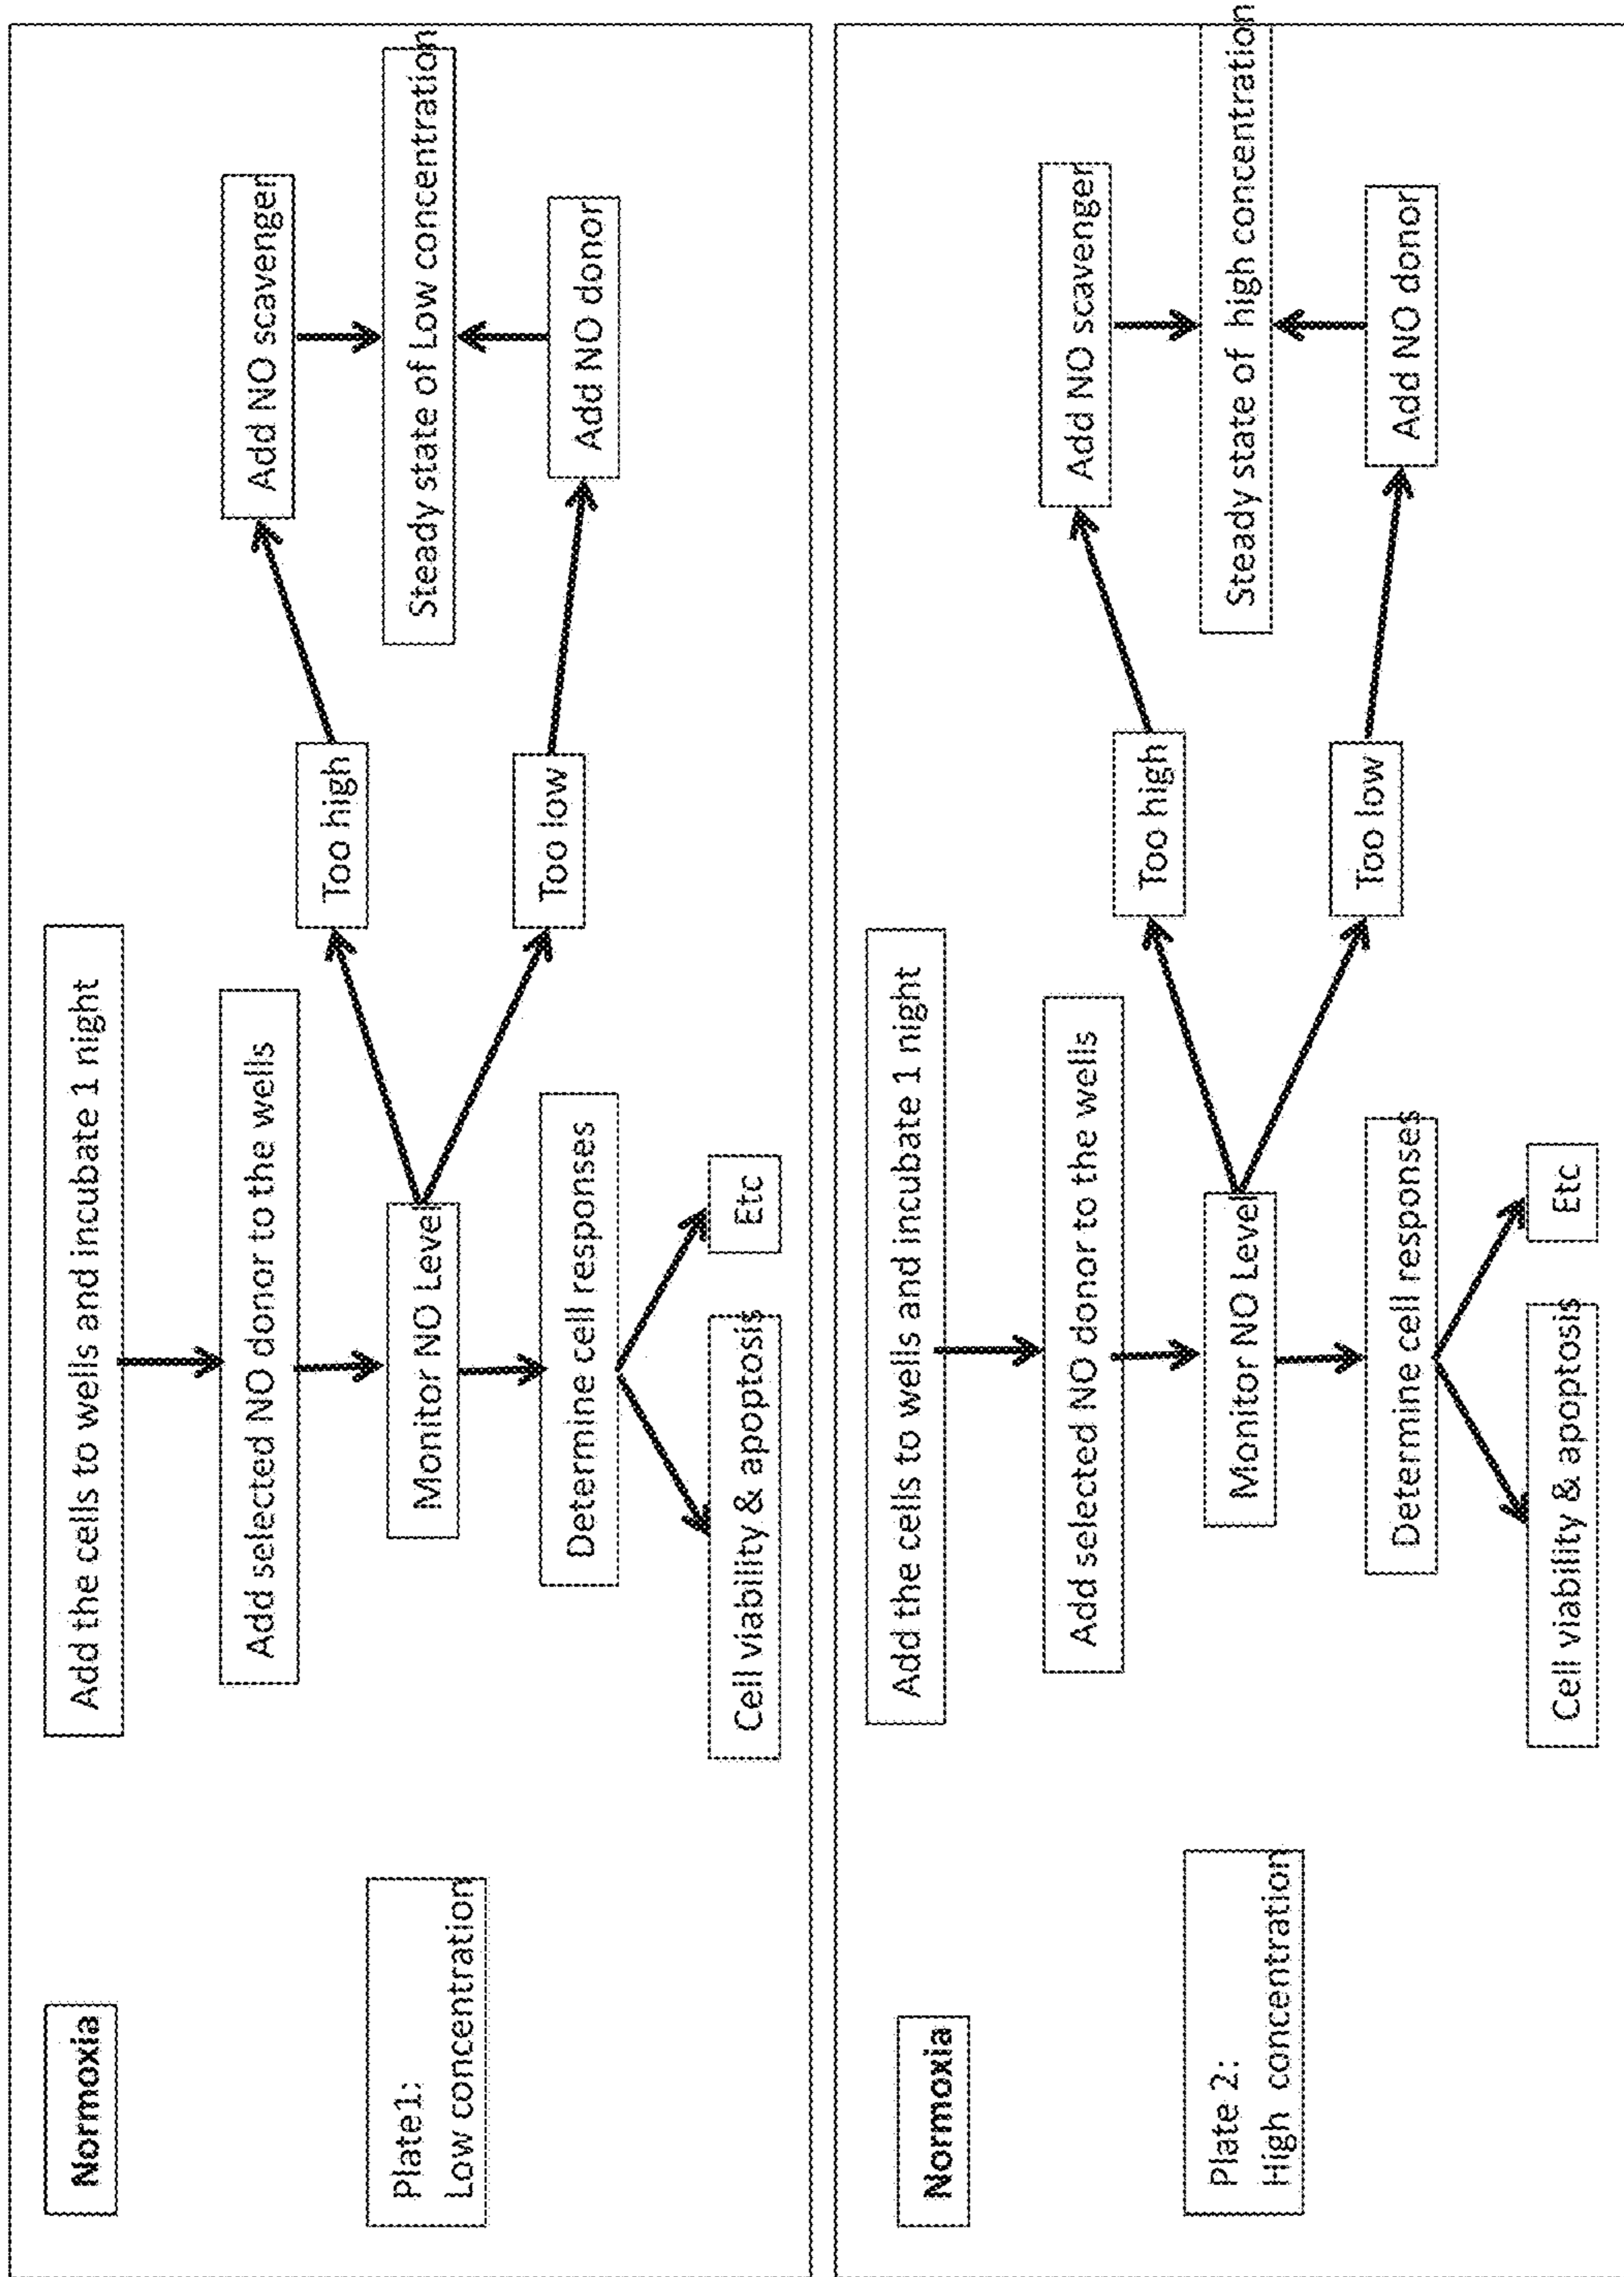 Normoxia
Plate1:
Low concentration
Add the cells to wells and incubate 1 night
Add selected NO donor to the wells
Monitor NO Level
Determine cell responses
Cell viability & apoptosis
Etc
Too high
Too low
Add NO scavenger
Steady state of Low concentration
Add NO donor
Normoxia
Plate 2:
High concentration
Add the cells to wells and incubate 1 night
Add selected NO donor to the wells
Monitor NO Level
Determine cell responses
Cell viability & apoptosis
Etc
Too high
Too low
Add NO scavenger
Steady state of high concentration
Add NO donor